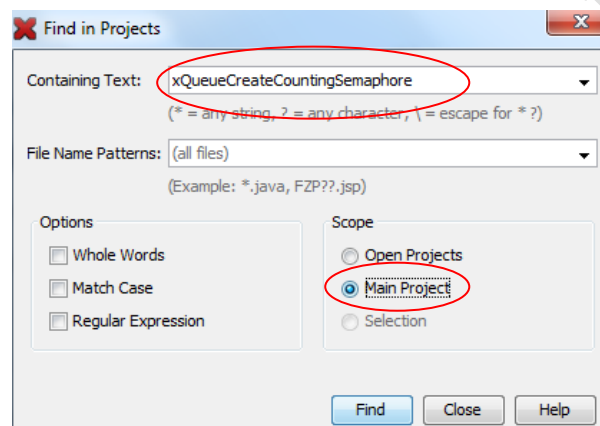 Find in Projects
Containing Text: xQueueCreateCountingSemaphore
(* = any string, ? = any character, \ = escape for * ?)
File Name Patterns: (all files)
(Example: *.java, FZP??.jsp)
Options Scope
Whole Words Open Projects
Match Case Main Project
Regular Expression Selection
Find Close Help